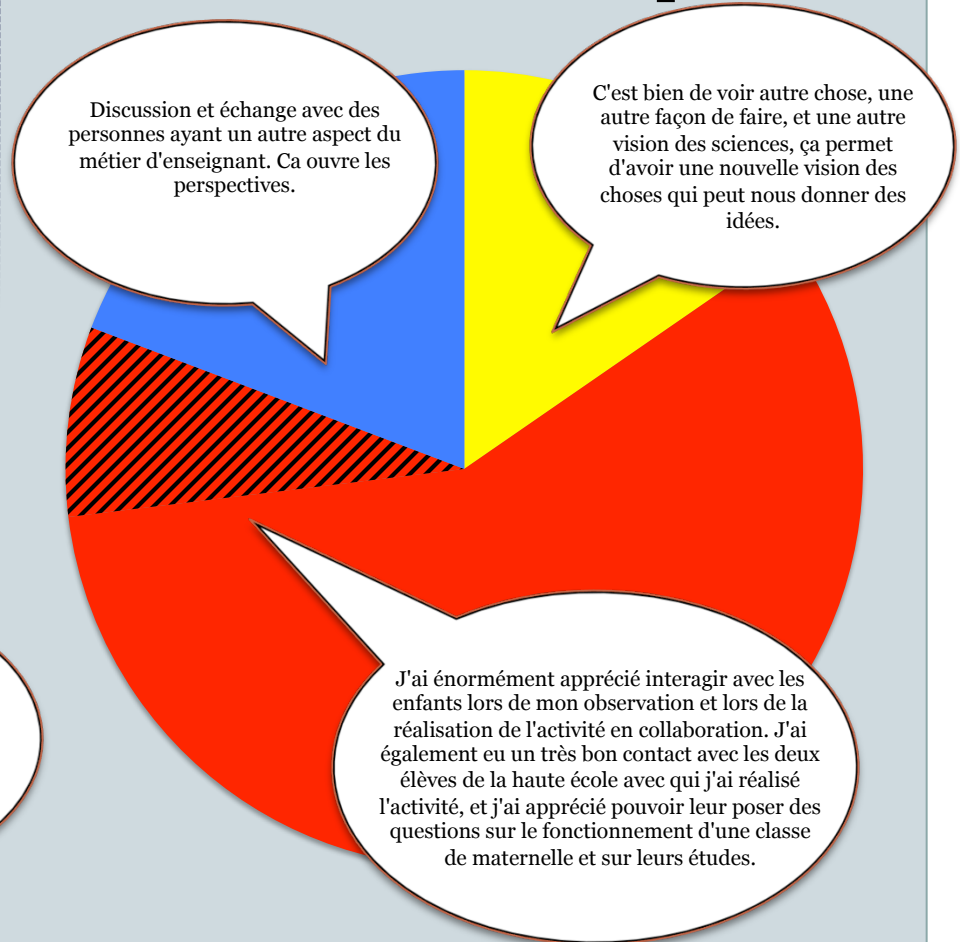 Discussion et échange avec des
personnes ayant un autre aspect du
métier d'enseignant. Ca ouvre les
perspectives.
C'est bien de voir autre chose, une
autre façon de faire, et une autre
vision des sciences, ça permet
d'avoir une nouvelle vision des
choses qui peut nous donner des
idées.
J'ai énormément apprécié interagir avec les
enfants lors de mon observation et lors de la
réalisation de l'activité en collaboration. J'ai
également eu un très bon contact avec les deux
élèves de la haute école avec qui j'ai réalisé
l'activité, et j'ai apprécié pouvoir leur poser des
questions sur le fonctionnement d'une classe
de maternelle et sur leurs études.